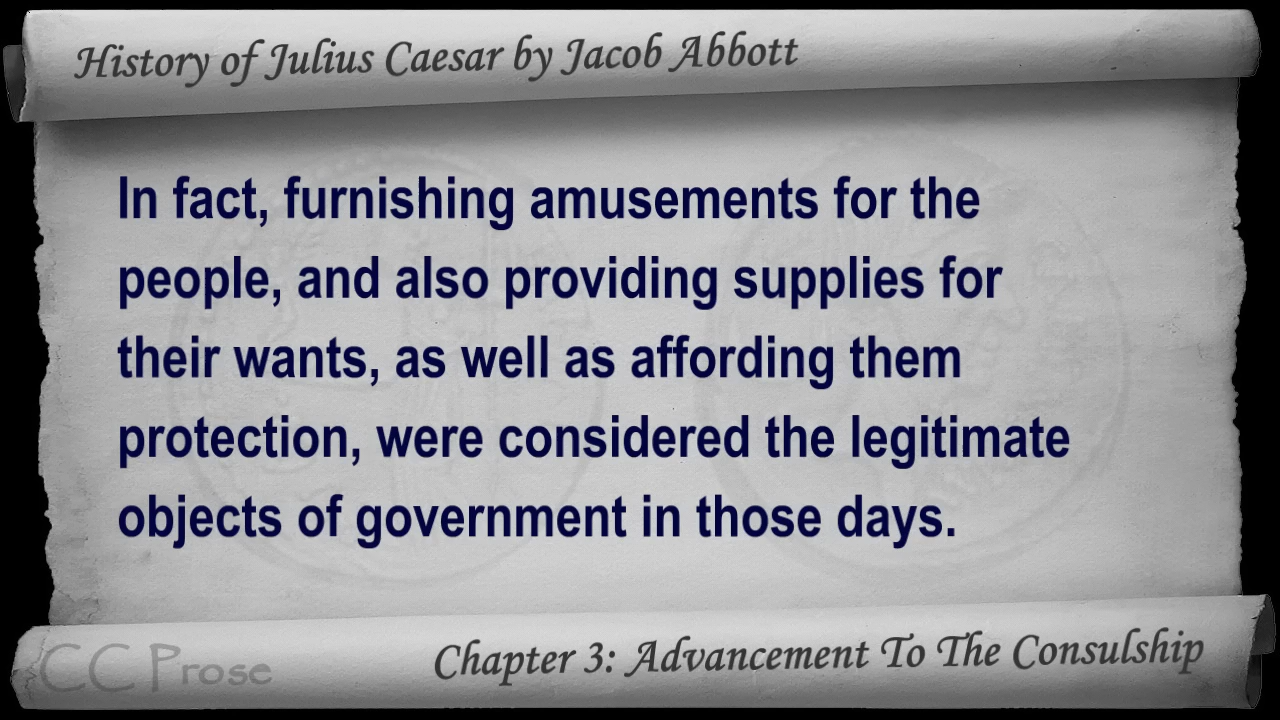 History of Julius Caesar by Jacob Abbott
In fact, furnishing amusements for the
people, and also providing supplies for
their wants, as well as affording them
protection, were considered the legitimate
objects of government in those days.
CC Prose
Chapter 3: Advancement To The Consulship